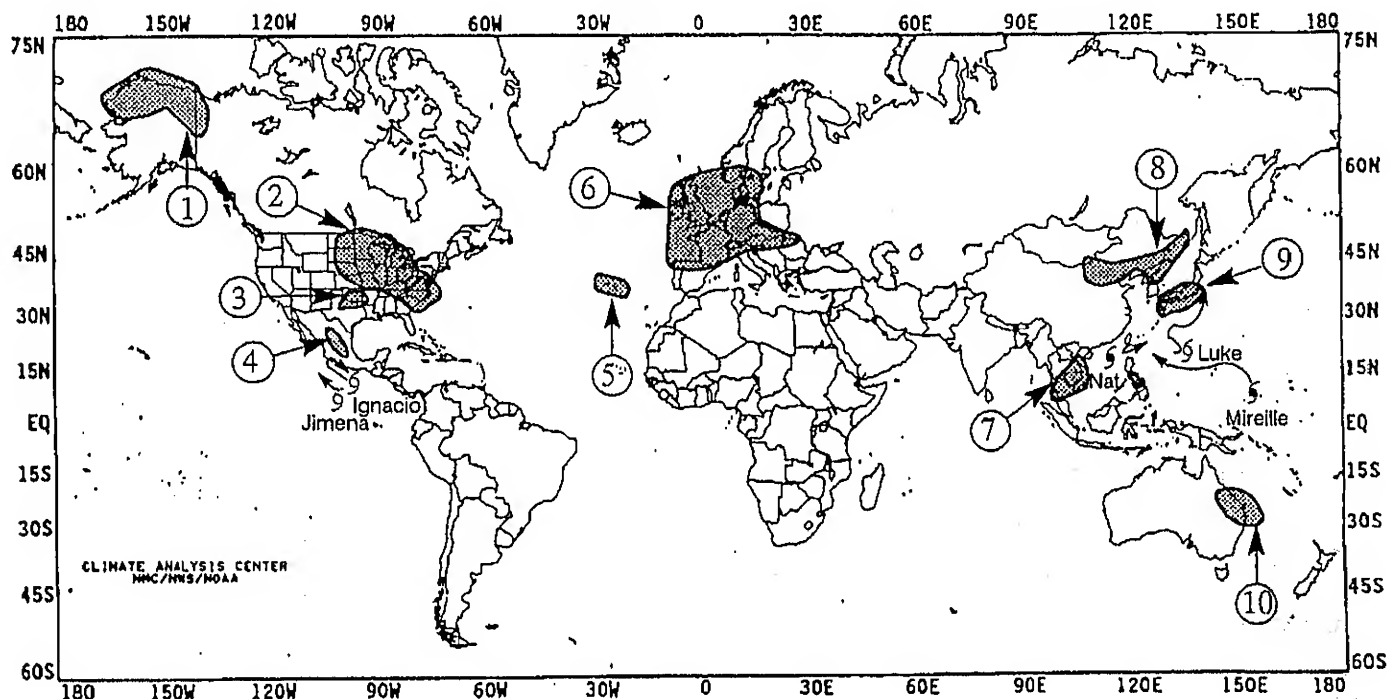 180 150W 120W 90W 60W 30W 0 30E 60E 90E 120E 150E 180
75N 75N
60N 60N
45N 45N
30N 30N
15N 15N
EQ EQ
15S 15S
30S 30S
45S 45S
60S 60S
1
2
3
4
5
6
7
8
9
10
Ignacio
Jimena
Luke
Nat
Mireille
CLIMATE ANALYSIS CENTER
NMC/NWS/NOAA
180 150W 120W 90W 60W 30W 0 30E 60E 90E 120E 150E 180